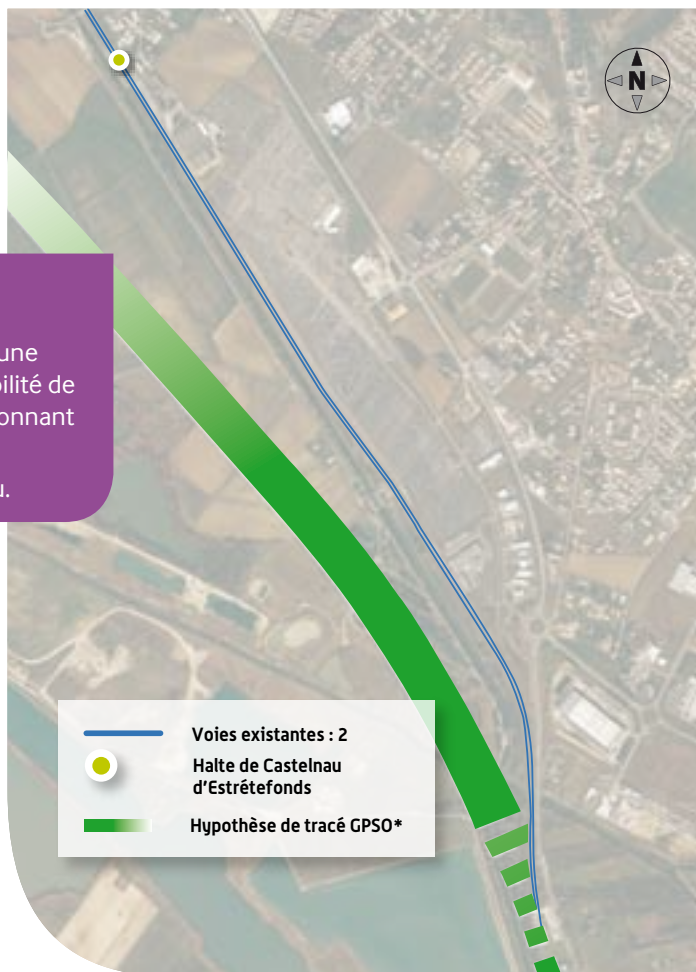 N
une
bilité de
onnant
u.
Voies existantes : 2
Halte de Castelnau
d'Estrétefonds
Hypothèse de tracé GPSO*